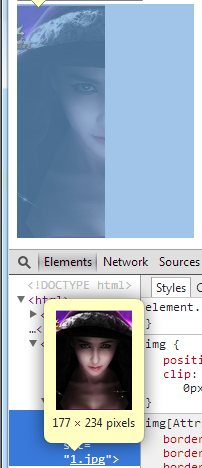 Elements Network Sources
<!DOCTYPE html>
<html>
Styles
element.
}
img {
positi
clip:
0px
}
177 × 234 pixels
"1.jpg">
img[Attr
border
border
border